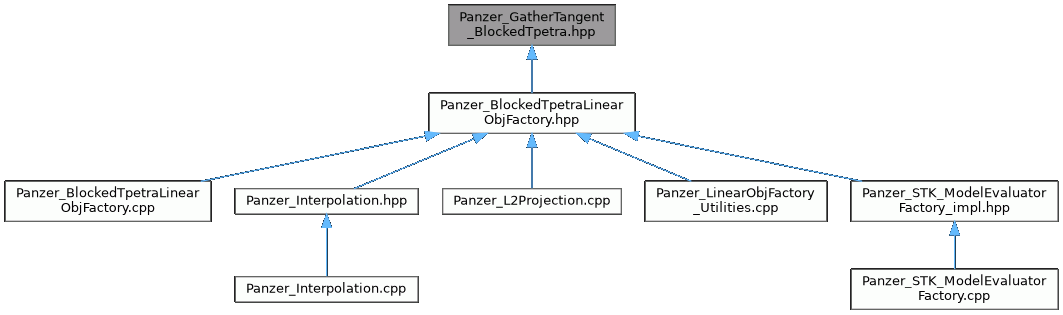 Panzer_GatherTangent
_BlockedTpetra.hpp
Panzer_BlockedTpetraLinear
ObjFactory.hpp
Panzer_BlockedTpetraLinear
ObjFactory.cpp
Panzer_Interpolation.hpp
Panzer_L2Projection.cpp
Panzer_LinearObjFactory
_Utilities.cpp
Panzer_STK_ModelEvaluator
Factory_impl.hpp
Panzer_Interpolation.cpp
Panzer_STK_ModelEvaluator
Factory.cpp